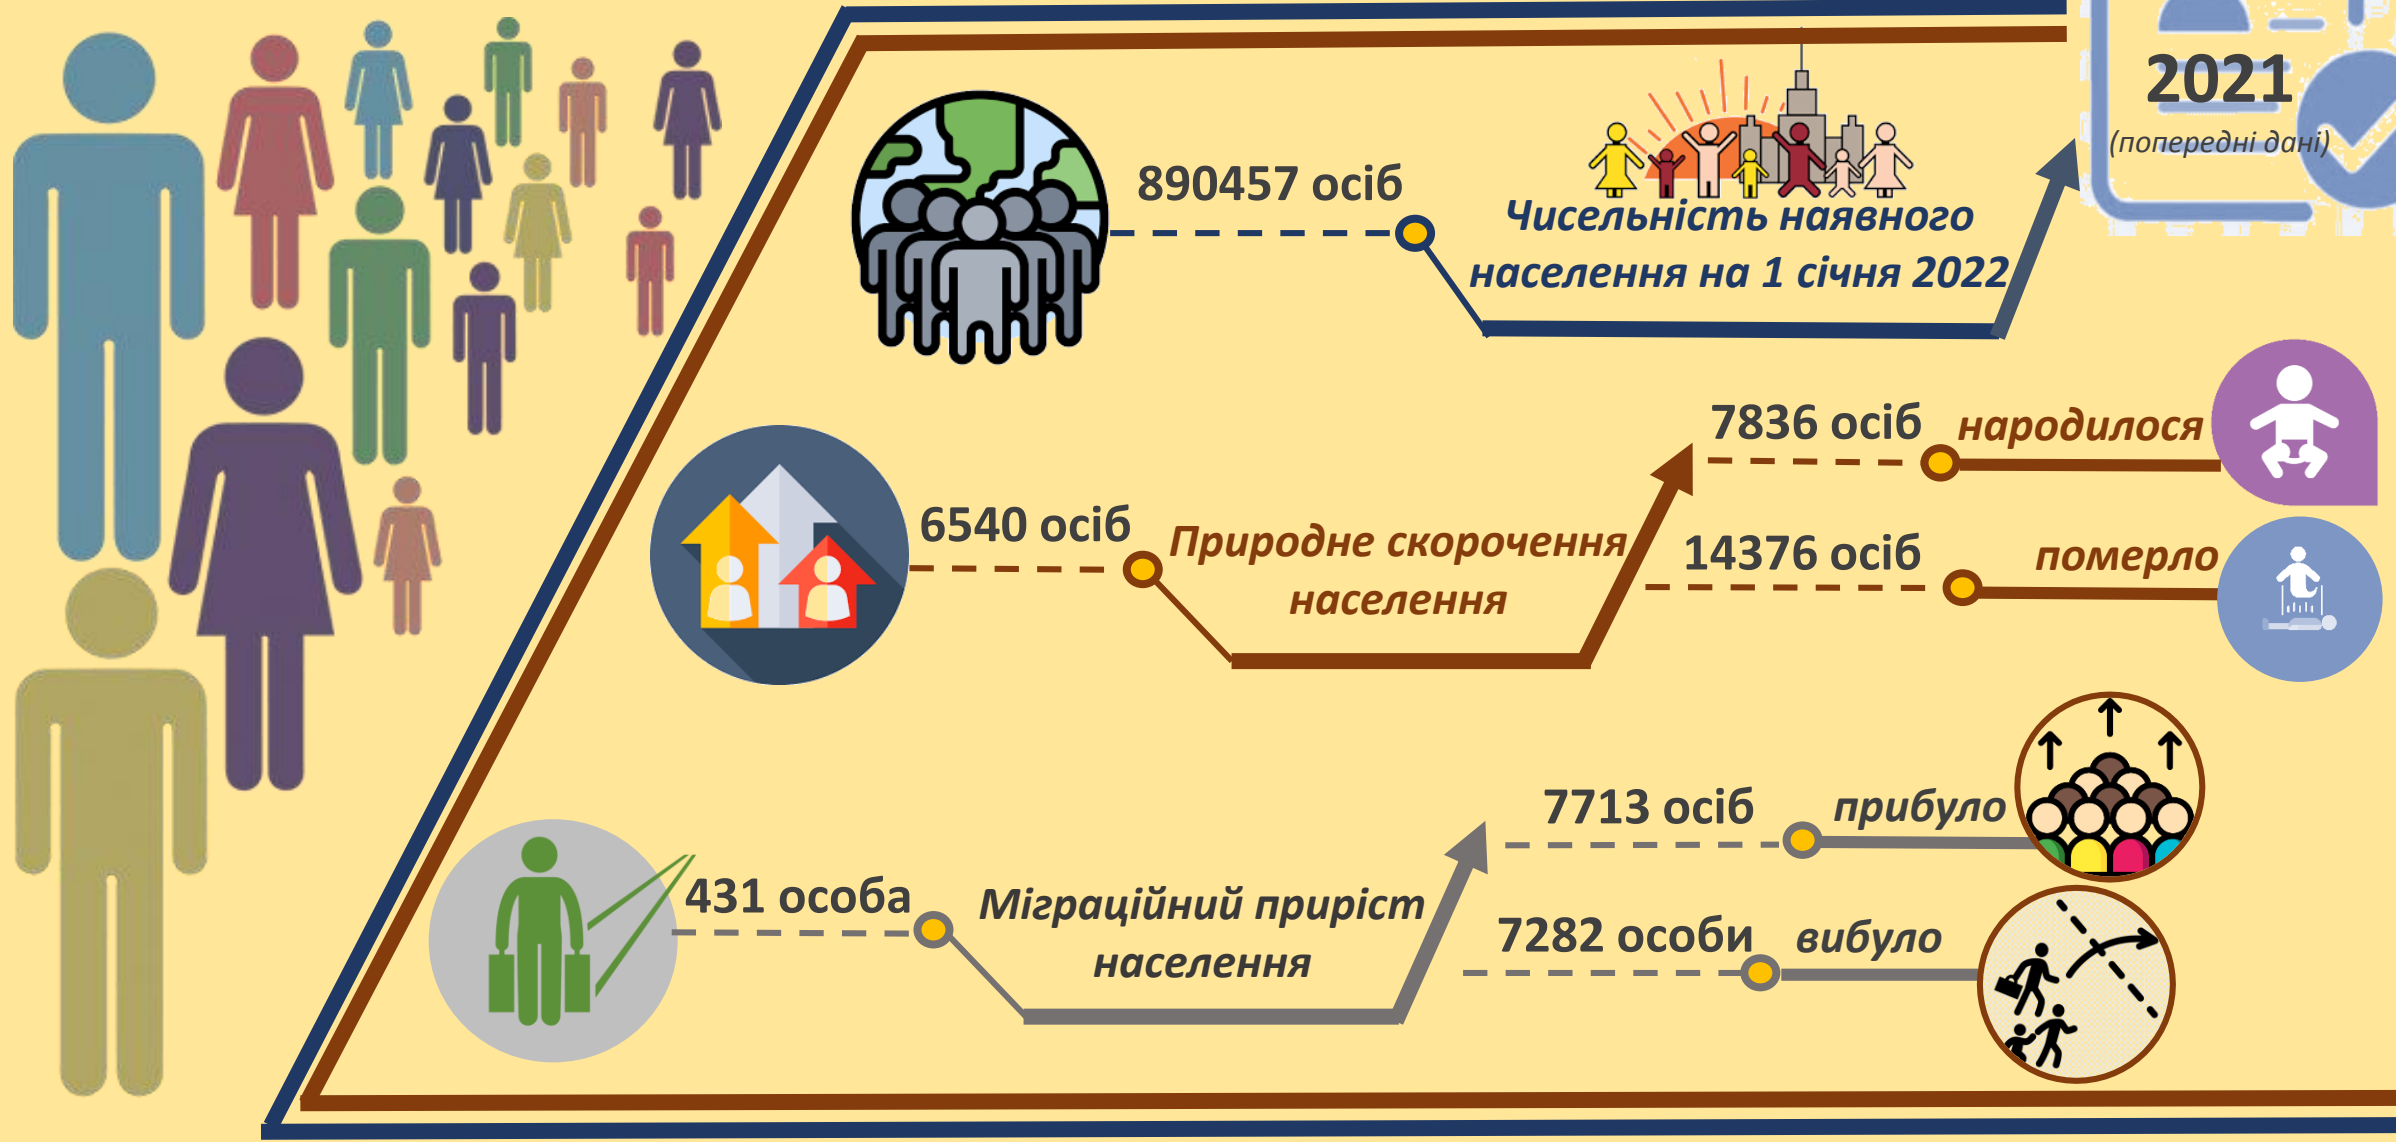 2021
(попередні дані)
890457 осіб
Чисельність наявного
населення на 1 січня 2022
7836 осіб
народилося
6540 осіб
Природне скорочення
населення
14376 осіб
померло
7713 осіб
прибуло
431 особа
Міграційний приріст
населення
7282 особи
вибуло